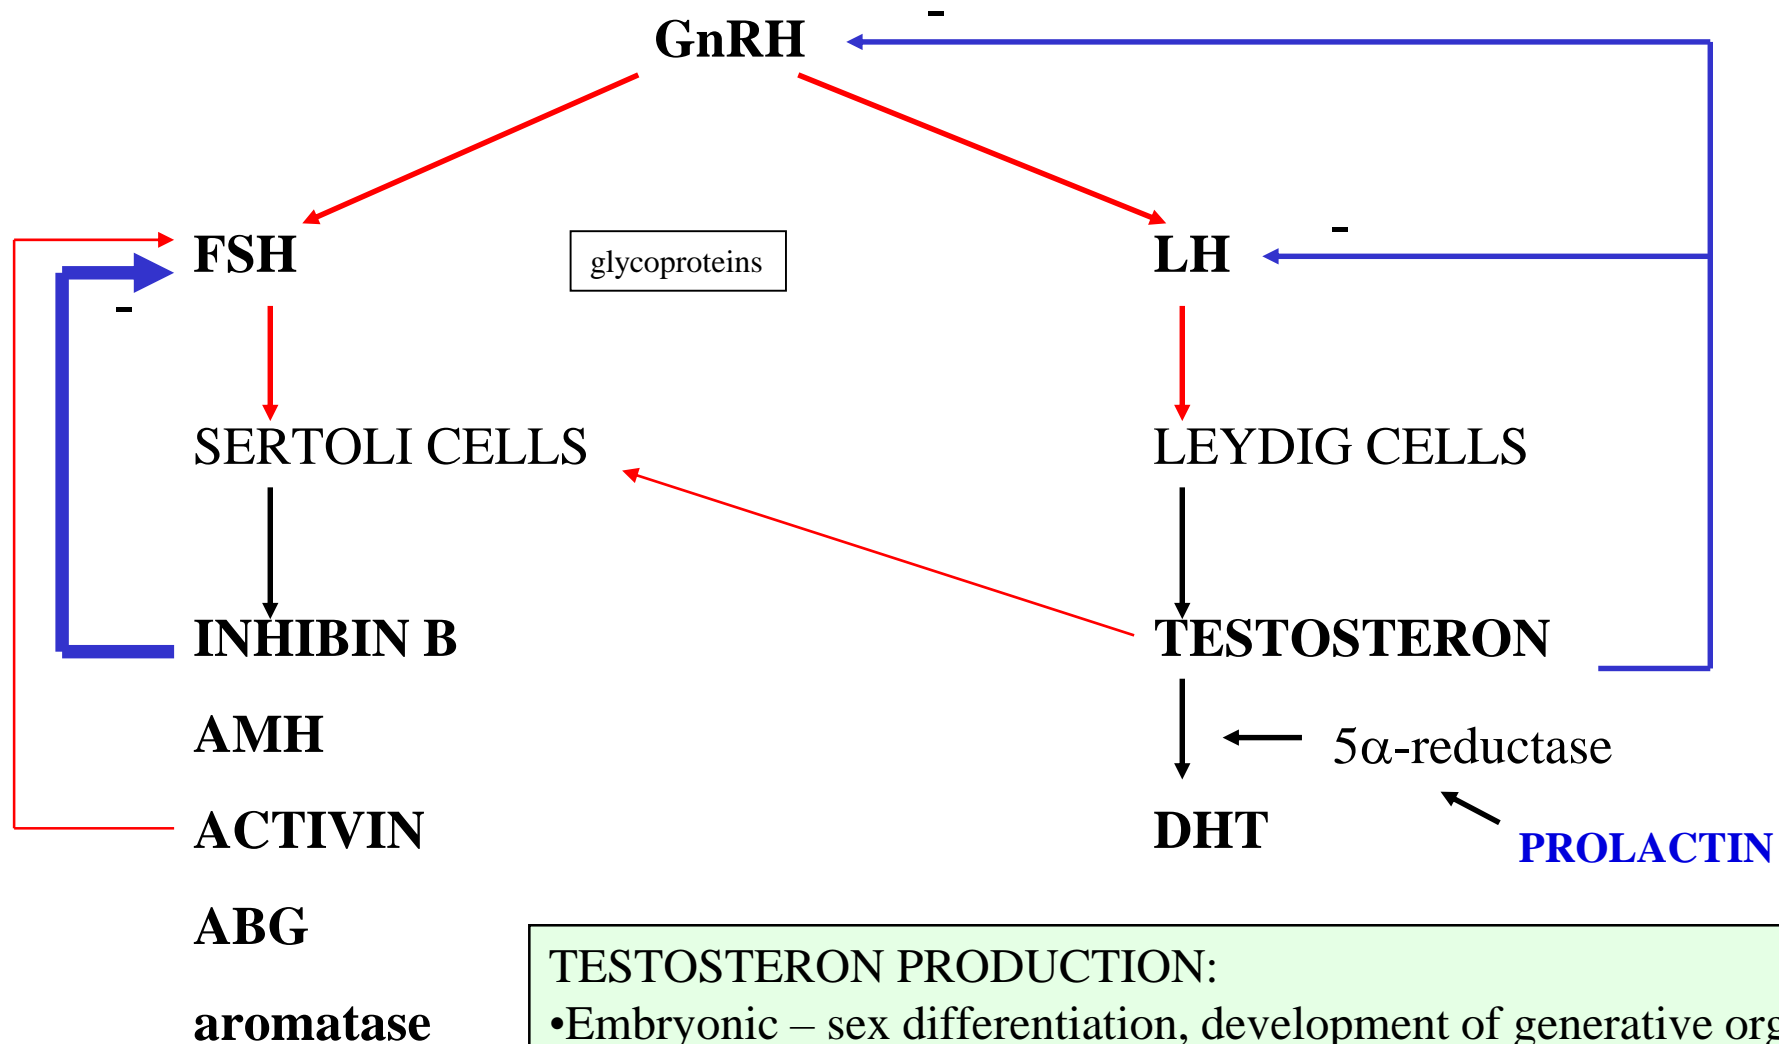 -
GnRH
-
FSH
glycoproteins
LH
-
SERTOLI CELLS
LEYDIG CELLS
INHIBIN B
TESTOSTERON
AMH
5α-reductase
ACTIVIN
DHT
PROLACTIN
ABG
TESTOSTERON PRODUCTION:
aromatase
•Embryonic – sex differentiation, development of generative org